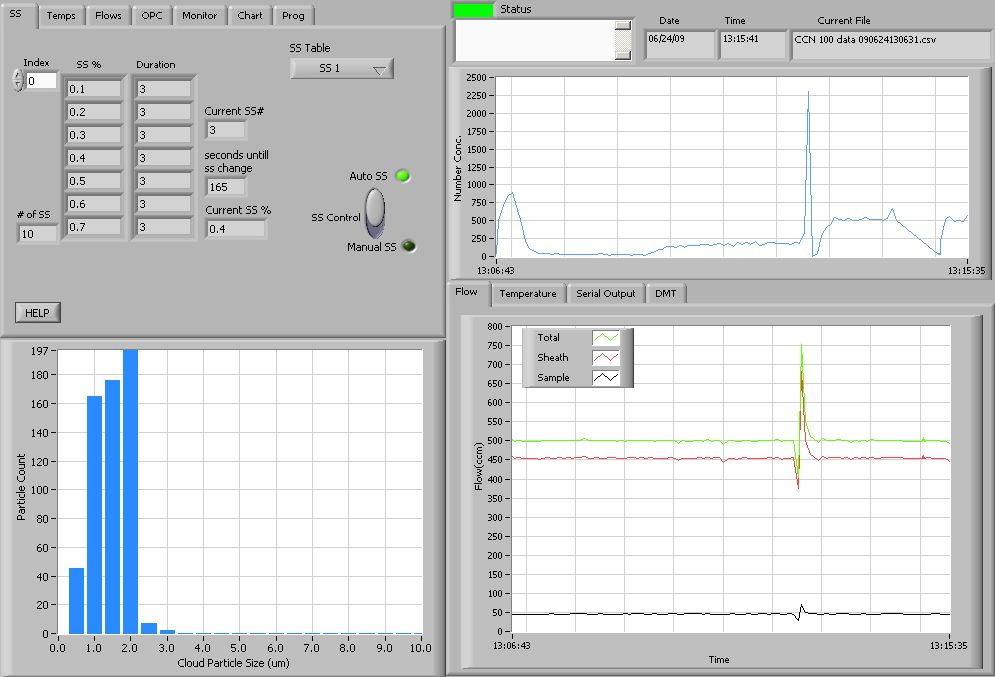 SS Temps Flows OPC Monitor Chart Prog
Index SS % Duration
0
0.1 3
0.2 3
0.3 3
0.4 3
0.5 3
0.6 3
0.7 3
# of SS
10
SS Table
SS 1
Current SS#
3
seconds untill
ss change
165
Current SS %
0.4
Auto SS
SS Control
Manual SS
HELP
Status
Date Time Current File
06/24/09 13:15:41 CCN 100 data 090624130631.csv
Number Conc.
2500
2250
2000
1750
1500
1250
1000
750
500
250
0
13:06:43 13:15:35
Flow Temperature Serial Output DMT
Particle Count
197
180
160
140
120
100
80
60
40
20
0
0.0 1.0 2.0 3.0 4.0 5.0 6.0 7.0 8.0 9.0 10.0
Cloud Particle Size (um)
Total
Sheath
Sample
Flow(ccm)
800
750
700
650
600
550
500
450
400
350
300
250
200
150
100
50
0
13:06:43 13:15:35
Time